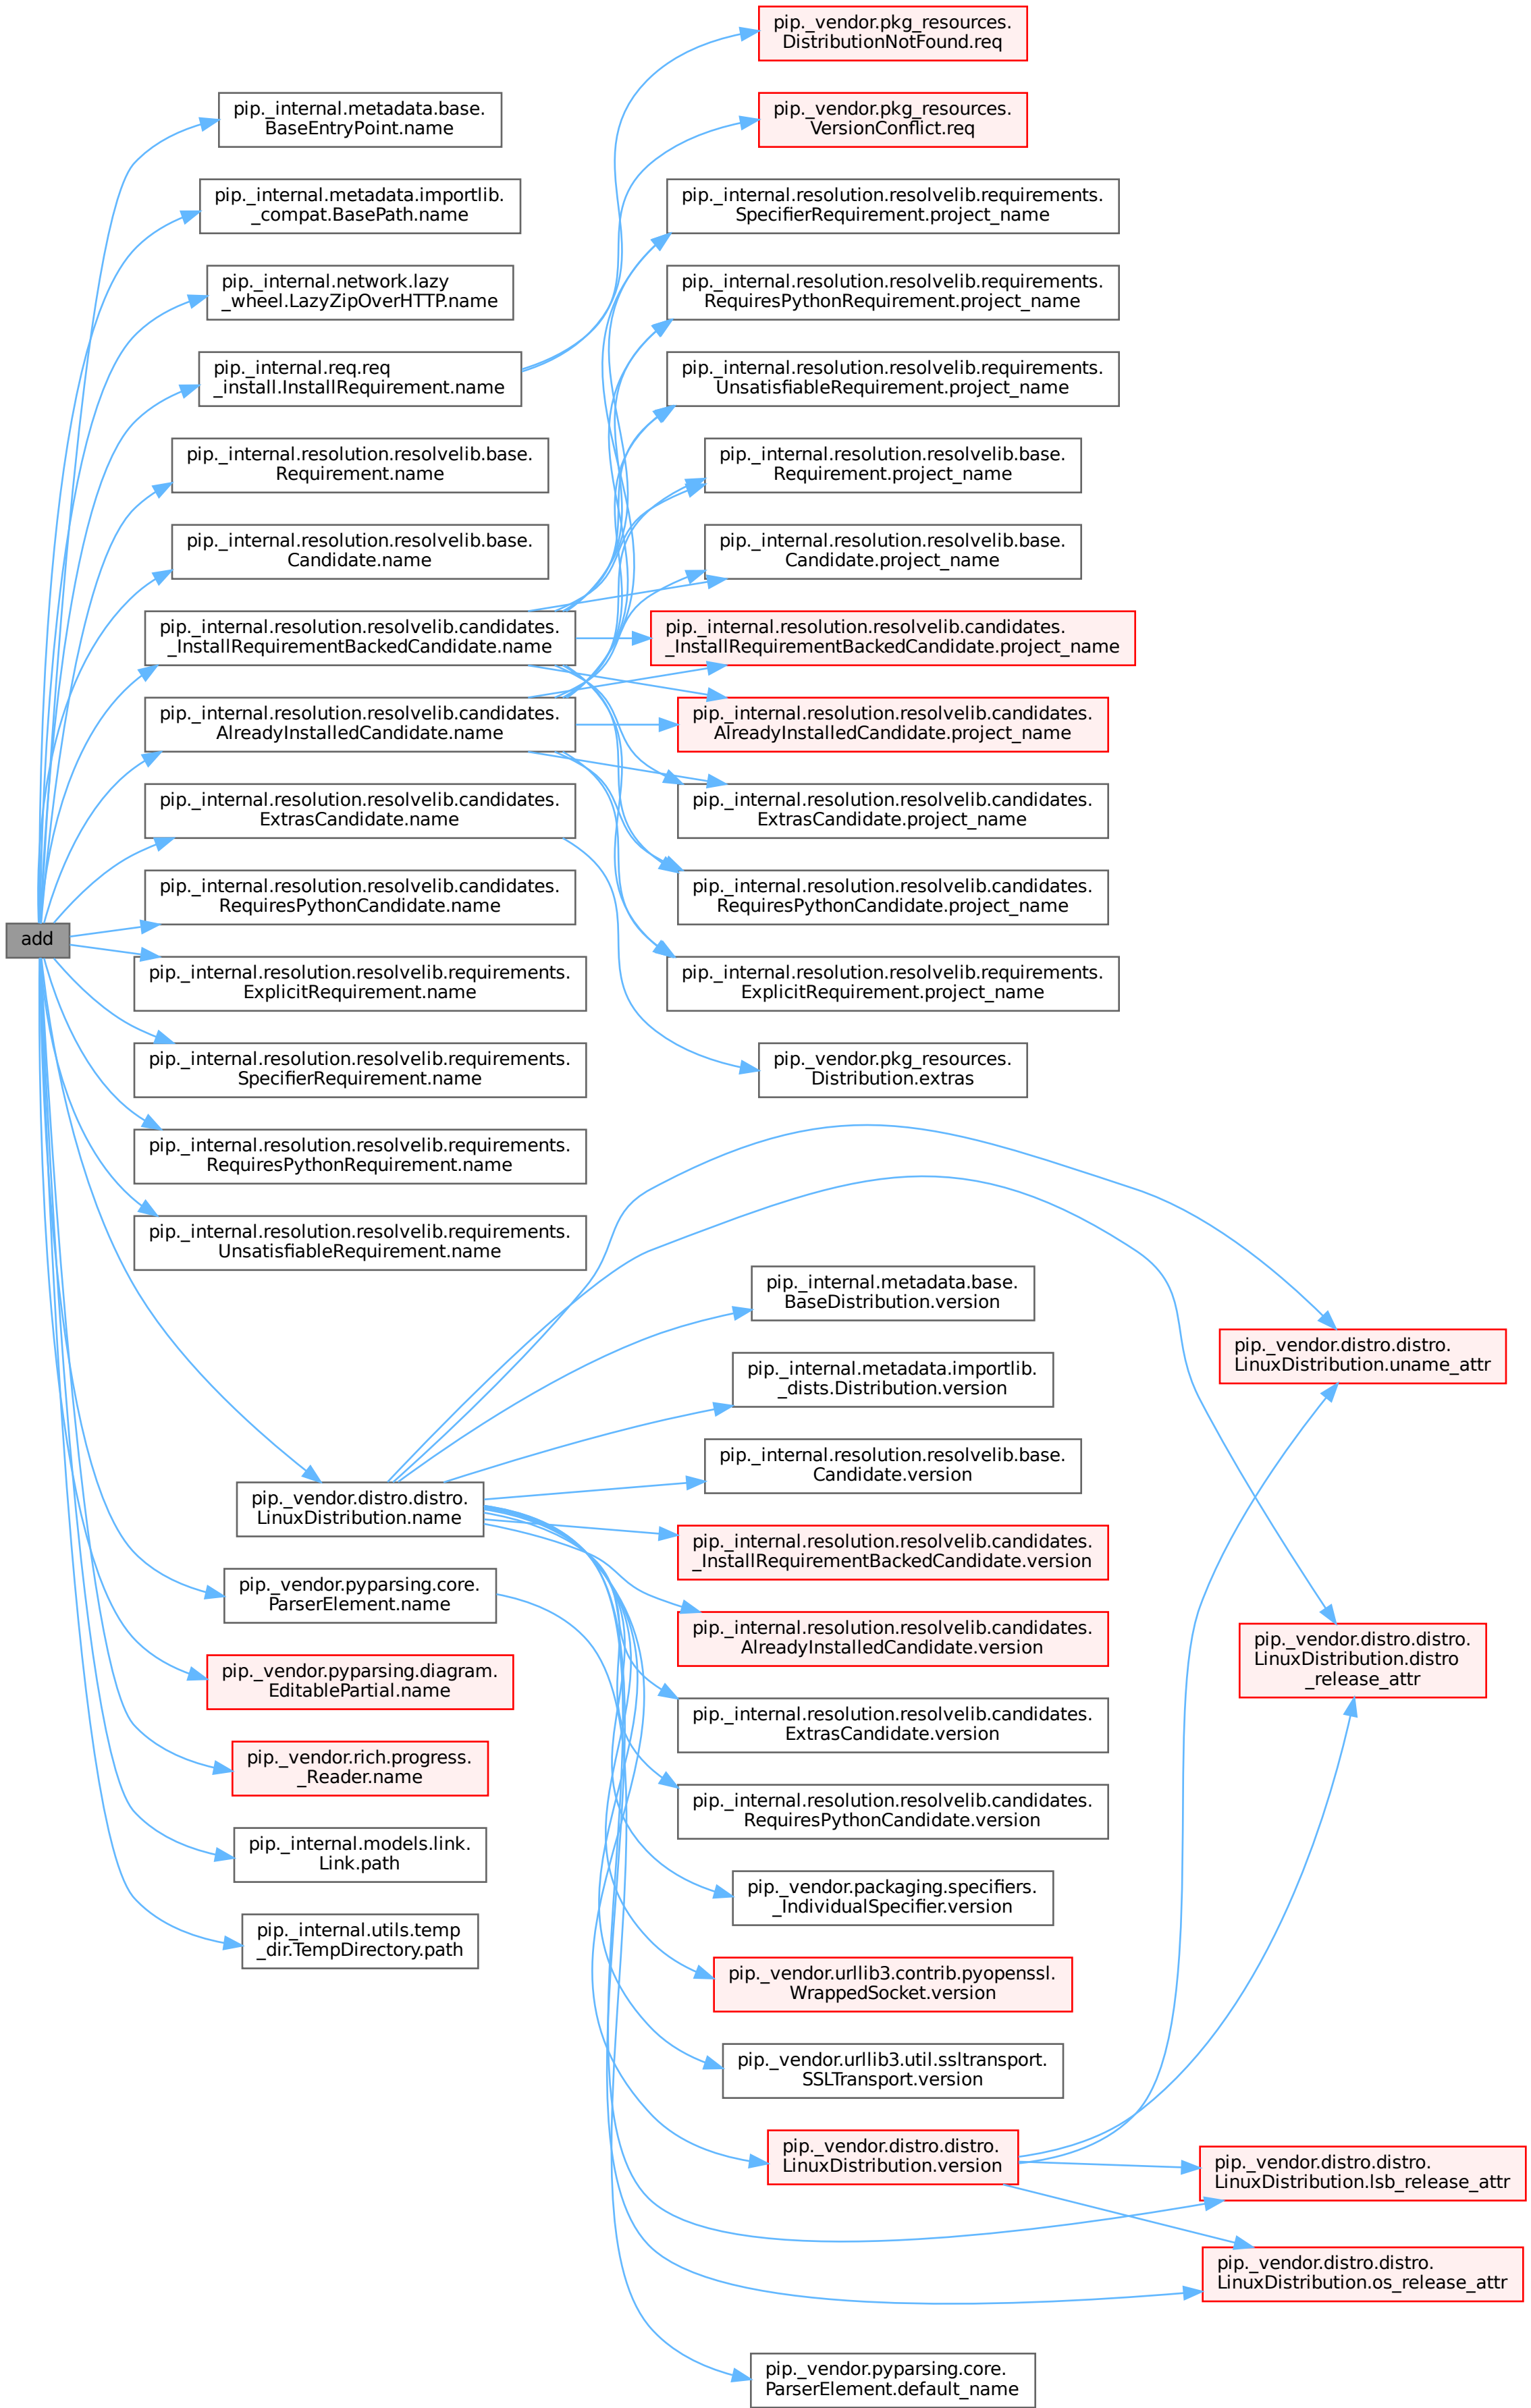 add
pip._internal.metadata.base.
BaseEntryPoint.name
pip._internal.metadata.importlib.
_compat.BasePath.name
pip._internal.network.lazy
_wheel.LazyZipOverHTTP.name
pip._internal.req.req
_install.InstallRequirement.name
pip._internal.resolution.resolvelib.base.
Requirement.name
pip._internal.resolution.resolvelib.base.
Candidate.name
pip._internal.resolution.resolvelib.candidates.
_InstallRequirementBackedCandidate.name
pip._internal.resolution.resolvelib.candidates.
AlreadyInstalledCandidate.name
pip._internal.resolution.resolvelib.candidates.
ExtrasCandidate.name
pip._internal.resolution.resolvelib.candidates.
RequiresPythonCandidate.name
pip._internal.resolution.resolvelib.requirements.
ExplicitRequirement.name
pip._internal.resolution.resolvelib.requirements.
SpecifierRequirement.name
pip._internal.resolution.resolvelib.requirements.
RequiresPythonRequirement.name
pip._internal.resolution.resolvelib.requirements.
UnsatisfiableRequirement.name
pip._vendor.distro.distro.
LinuxDistribution.name
pip._vendor.pyparsing.core.
ParserElement.name
pip._vendor.pyparsing.diagram.
EditablePartial.name
pip._vendor.rich.progress.
_Reader.name
pip._internal.models.link.
Link.path
pip._internal.utils.temp
_dir.TempDirectory.path
pip._vendor.pkg_resources.
DistributionNotFound.req
pip._vendor.pkg_resources.
VersionConflict.req
pip._internal.resolution.resolvelib.requirements.
SpecifierRequirement.project_name
pip._internal.resolution.resolvelib.requirements.
RequiresPythonRequirement.project_name
pip._internal.resolution.resolvelib.requirements.
UnsatisfiableRequirement.project_name
pip._internal.resolution.resolvelib.base.
Requirement.project_name
pip._internal.resolution.resolvelib.base.
Candidate.project_name
pip._internal.resolution.resolvelib.candidates.
_InstallRequirementBackedCandidate.project_name
pip._internal.resolution.resolvelib.candidates.
AlreadyInstalledCandidate.project_name
pip._internal.resolution.resolvelib.candidates.
ExtrasCandidate.project_name
pip._internal.resolution.resolvelib.candidates.
RequiresPythonCandidate.project_name
pip._internal.resolution.resolvelib.requirements.
ExplicitRequirement.project_name
pip._vendor.pkg_resources.
Distribution.extras
pip._internal.metadata.base.
BaseDistribution.version
pip._internal.metadata.importlib.
_dists.Distribution.version
pip._internal.resolution.resolvelib.base.
Candidate.version
pip._internal.resolution.resolvelib.candidates.
_InstallRequirementBackedCandidate.version
pip._internal.resolution.resolvelib.candidates.
AlreadyInstalledCandidate.version
pip._internal.resolution.resolvelib.candidates.
ExtrasCandidate.version
pip._internal.resolution.resolvelib.candidates.
RequiresPythonCandidate.version
pip._vendor.packaging.specifiers.
_IndividualSpecifier.version
pip._vendor.urllib3.contrib.pyopenssl.
WrappedSocket.version
pip._vendor.urllib3.util.ssltransport.
SSLTransport.version
pip._vendor.distro.distro.
LinuxDistribution.version
pip._vendor.pyparsing.core.
ParserElement.default_name
pip._vendor.distro.distro.
LinuxDistribution.uname_attr
pip._vendor.distro.distro.
LinuxDistribution.distro
_release_attr
pip._vendor.distro.distro.
LinuxDistribution.lsb_release_attr
pip._vendor.distro.distro.
LinuxDistribution.os_release_attr